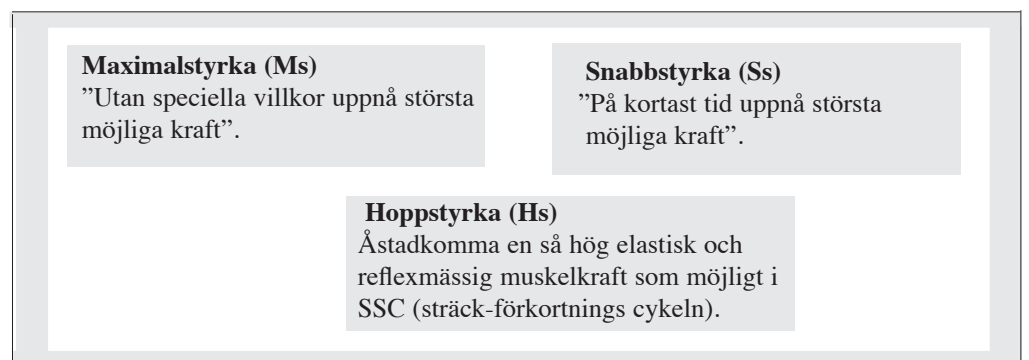 Maximalstyrka (Ms)
”Utan speciella villkor uppnå största
möjliga kraft”.
Snabbstyrka (Ss)
”På kortast tid uppnå största
möjliga kraft”.
Hoppstyrka (Hs)
Åstadkomma en så hög elastisk och
reflexmässig muskelkraft som möjligt i
SSC (sträck-förkortnings cykeln).